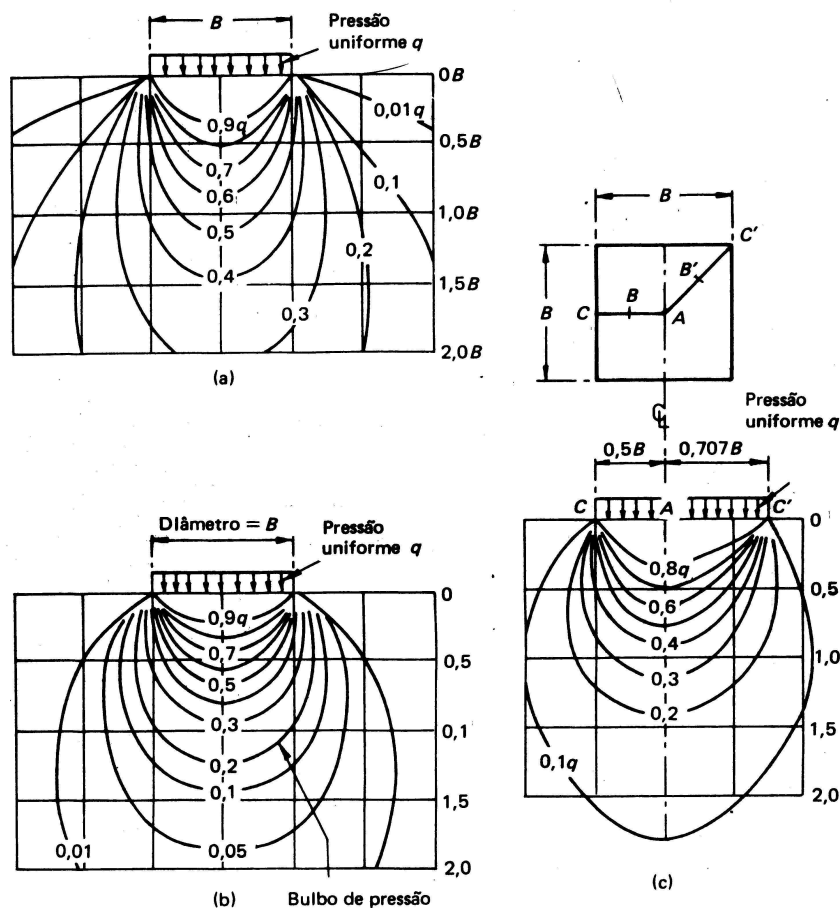 B
Pressão
uniforme q
0,9q
0,7
0,6
0,5
0,4
0,3
0,01q
0,1
0,2
0B
0,5B
1,0B
1,5B
2,0B
(a)
B
C'
B'
B
B
C
A
Pressão
uniforme q
℄
0,5B
0,707B
C
A
C'
0,8q
0,6
0,4
0,3
0,2
0,1q
0
0,5
1,0
1,5
2,0
(c)
Diâmetro = B
Pressão
uniforme q
0,9q
0,7
0,5
0,3
0,2
0,1
0,05
0,01
0
0,5
0,1
1,5
2,0
(b)
Bulbo de pressão